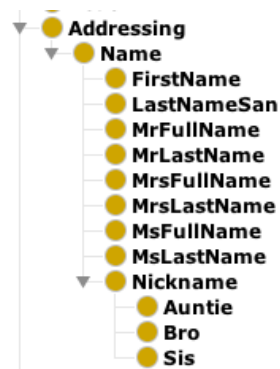 Addressing
Name
FirstName
LastNameSan
MrFullName
MrLastName
MrsFullName
MrsLastName
MsFullName
MsLastName
Nickname
Auntie
Bro
Sis